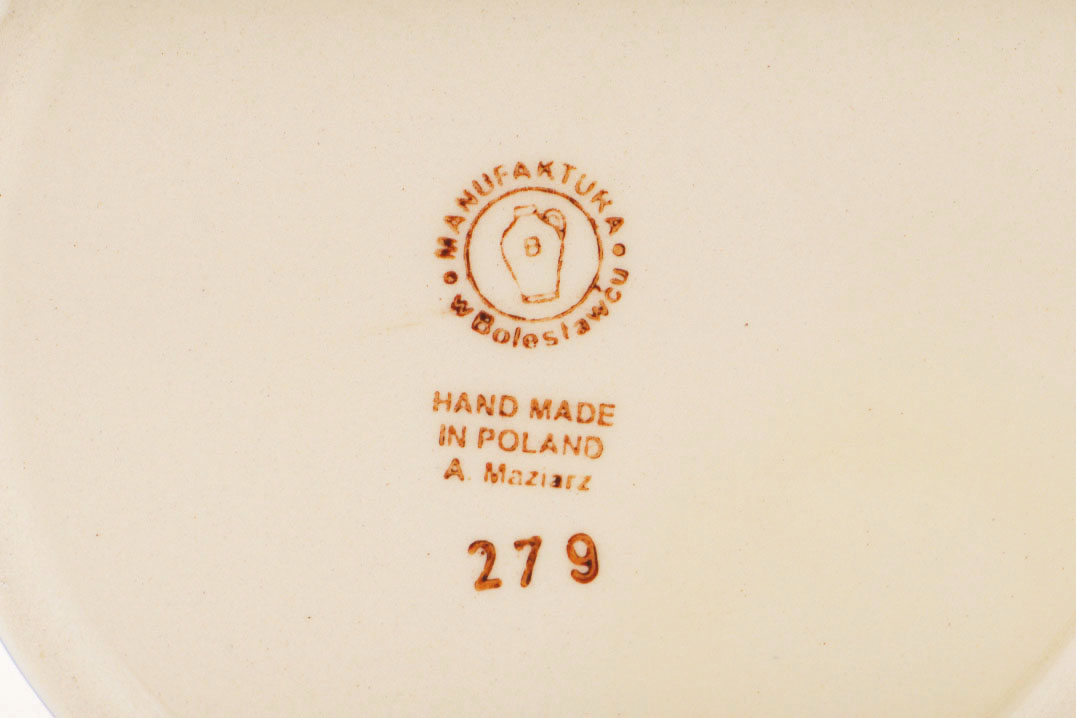 MANUFAKTURA
w Bolesławcu
B
HAND MADE
IN POLAND
A. Maziarz
279